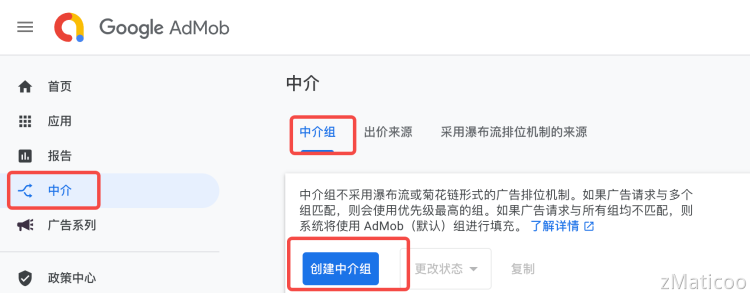 Google AdMob
首页
应用
报告
中介
广告系列
政策中心
中介
中介组 出价来源 采用瀑布流排位机制的来源
中介组不采用瀑布流或菊花链形式的广告排位机制。如果广告请求与多个
组匹配，则会使用优先级最高的组。如果广告请求与所有组均不匹配，则
系统将使用 AdMob（默认）组进行填充。 了解详情
创建中介组 更改状态 复制
zMaticoo